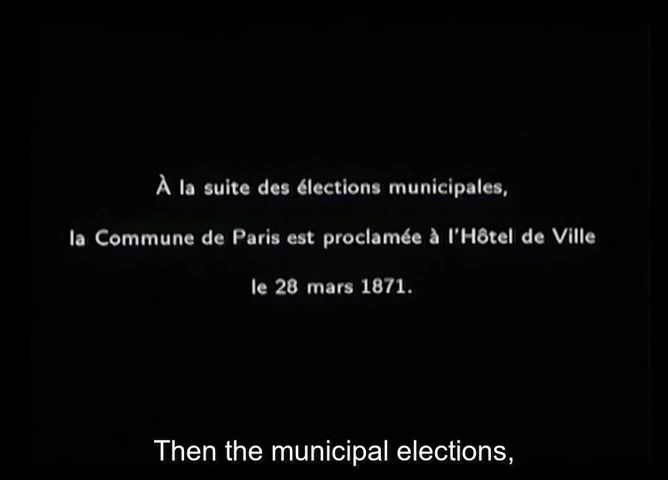 À la suite des élections municipales,
la Commune de Paris est proclamée à l'Hôtel de Ville
le 28 mars 1871.
Then the municipal elections,